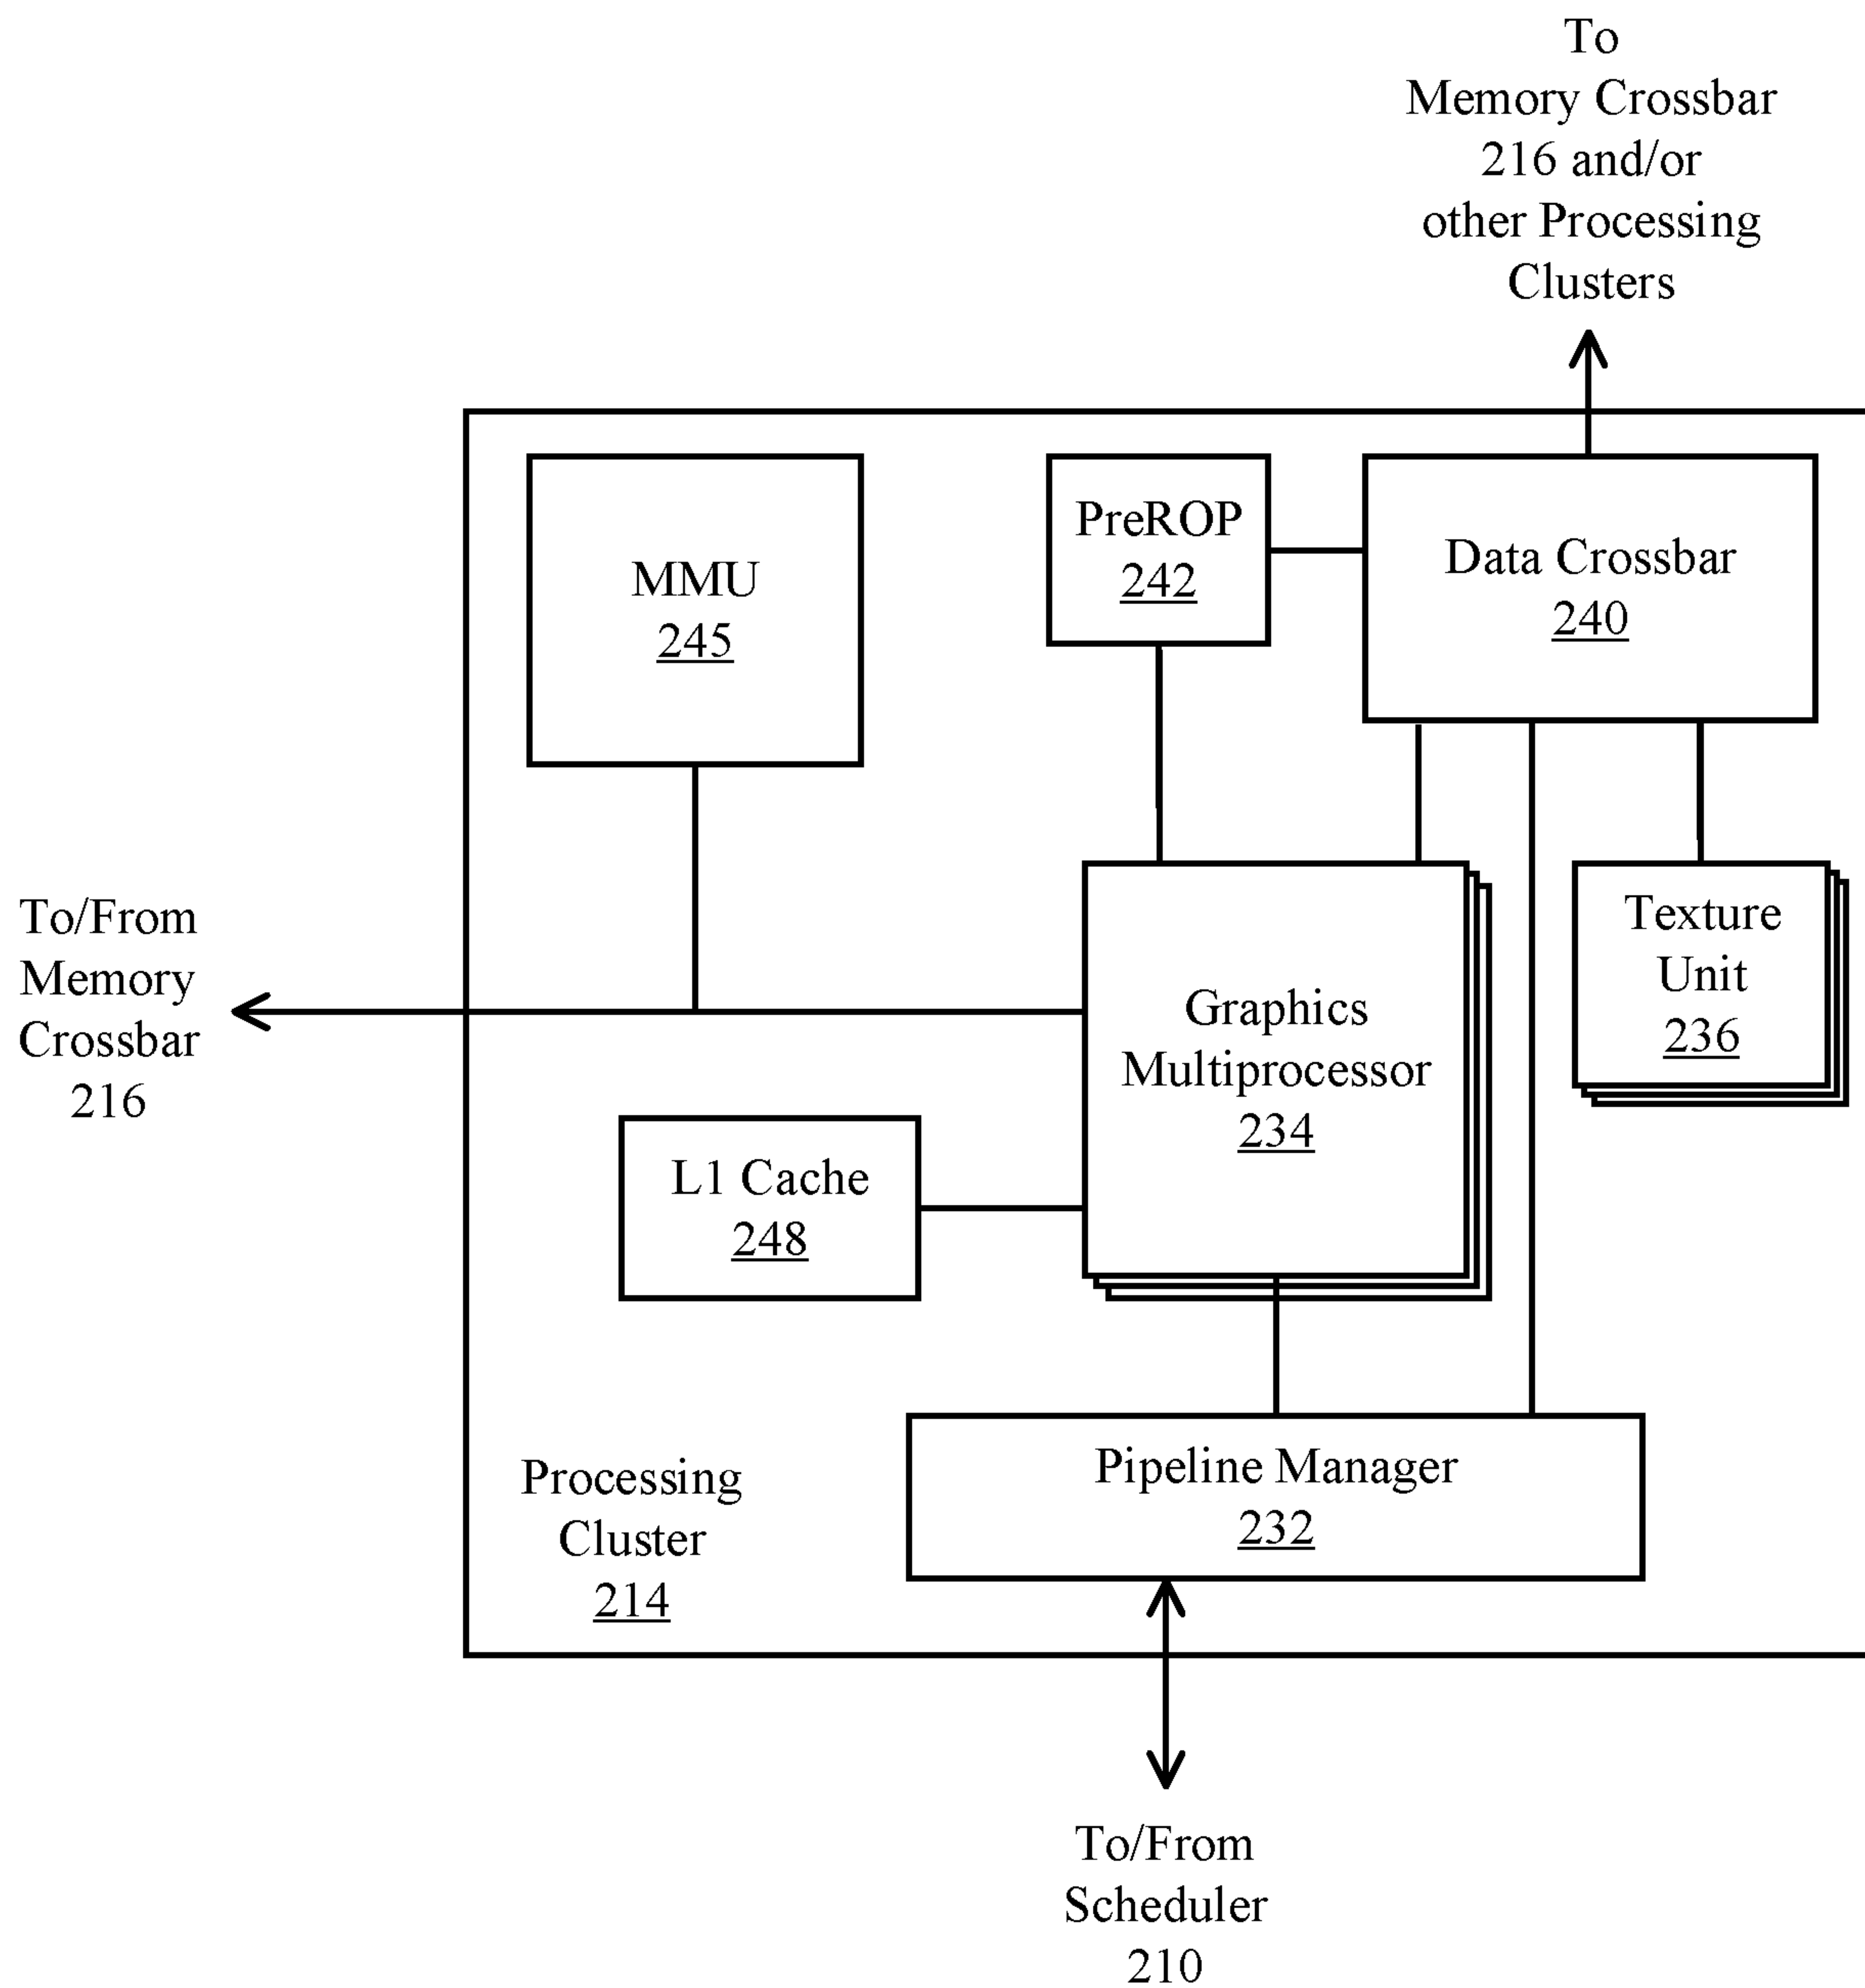 To
Memory Crossbar
216 and/or
other Processing
Clusters
MMU
245
PreROP
242
Data Crossbar
240
To/From
Memory
Crossbar
216
Graphics
Multiprocessor
234
Texture
Unit
236
L1 Cache
248
Processing
Cluster
214
Pipeline Manager
232
To/From
Scheduler
210